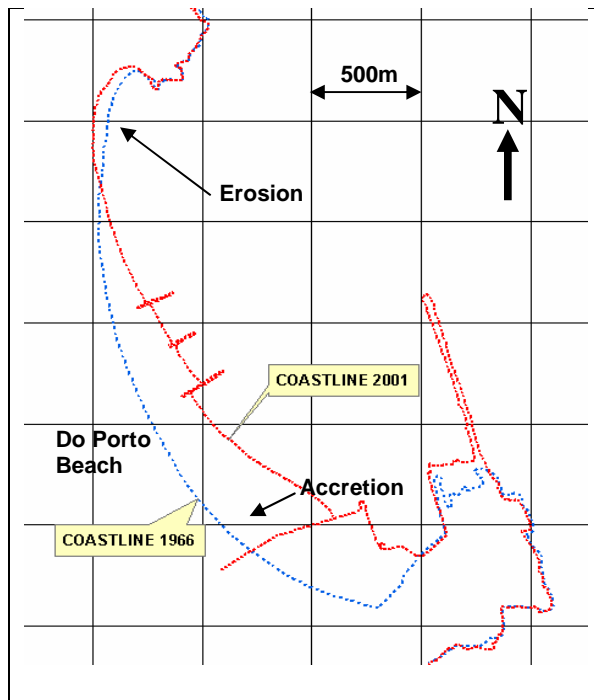 500m
N
Erosion
COASTLINE 2001
Do Porto
Beach
Accretion
COASTLINE 1966